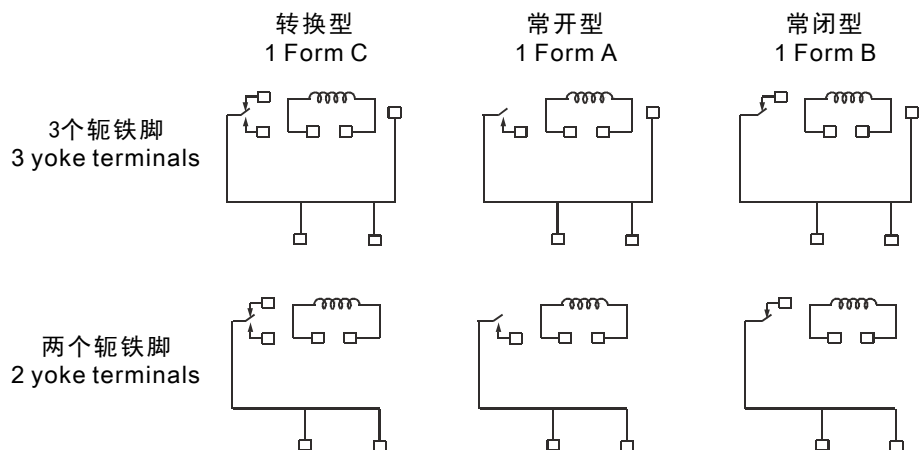 转换型
1 Form C
常开型
1 Form A
常闭型
1 Form B
3个轭铁脚
3 yoke terminals
两个轭铁脚
2 yoke terminals